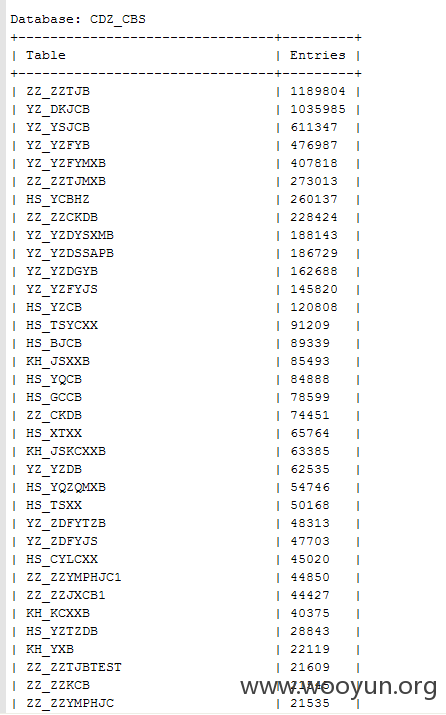 Database: CDZ_CBS
+--------------------------------+---------+
| Table | Entries |
+--------------------------------+---------+
| ZZ_ZZTJB | 1189804 |
| YZ_DKJCB | 1035985 |
| YZ_YSJCB | 611347 |
| YZ_YZFYB | 476987 |
| YZ_YZFYMXB | 407818 |
| ZZ_ZZTJMXB | 273013 |
| HS_YCBHZ | 260137 |
| ZZ_ZZCKDB | 228424 |
| YZ_YZDYSXMB | 188143 |
| YZ_YZDSSAPB | 186729 |
| YZ_YZDGYB | 162688 |
| YZ_YZFYJS | 145820 |
| HS_YZCB | 120808 |
| HS_TSYCXX | 91209 |
| HS_BJCB | 89339 |
| KH_JSXXB | 85493 |
| HS_YQCB | 84888 |
| HS_GCCB | 78599 |
| ZZ_CKDB | 74451 |
| HS_XTXX | 65764 |
| KH_JSKCXXB | 63385 |
| YZ_YZDB | 62535 |
| HS_YQZQMXB | 54746 |
| HS_TSXX | 50168 |
| YZ_ZDFYTZB | 48313 |
| YZ_ZDFYJS | 47703 |
| HS_CYLCXX | 45020 |
| ZZ_ZZYMPHJC1 | 44850 |
| ZZ_ZZJXCB1 | 44427 |
| KH_KCXXB | 40375 |
| HS_YZTZDB | 28843 |
| KH_YXB | 22119 |
| ZZ_ZZTJBTEST | 21609 |
| ZZ_ZZKCB | |
www.wooyun.org
| ZZ_ZZYMPHJC | 21535 |